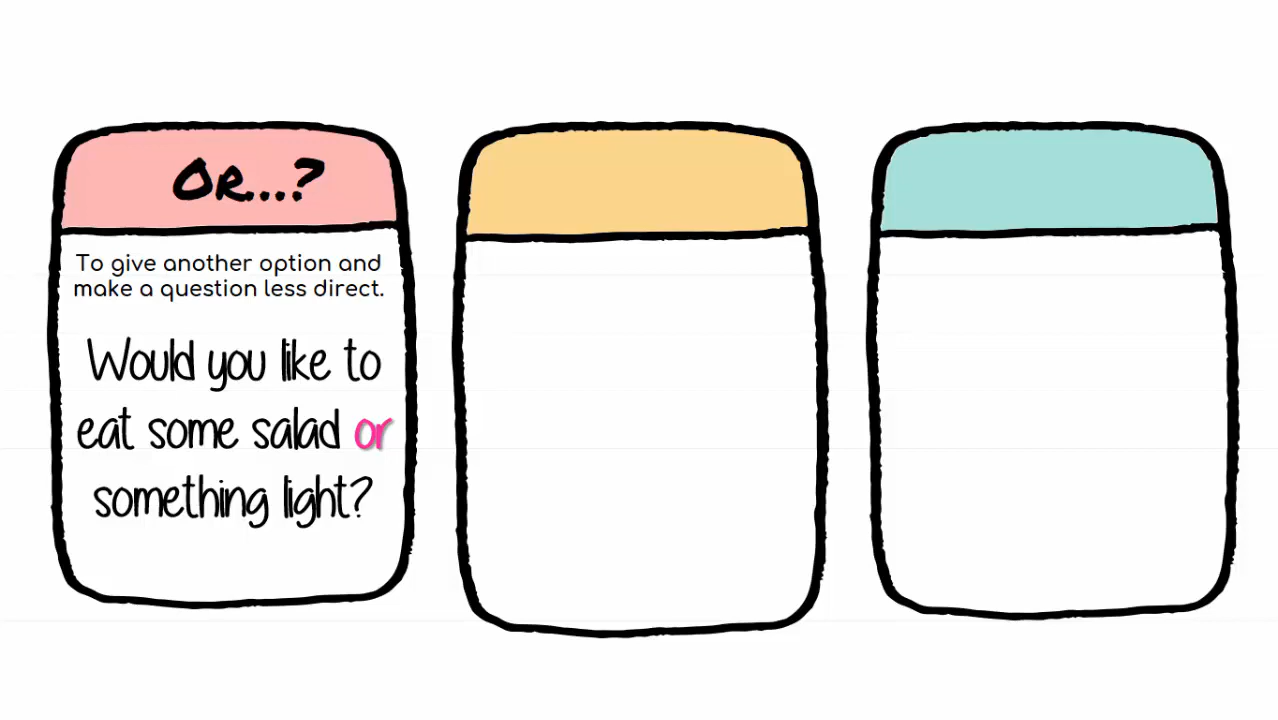 Or...?
To give another option and
make a question less direct.
Would you like to
eat some salad or
something light?